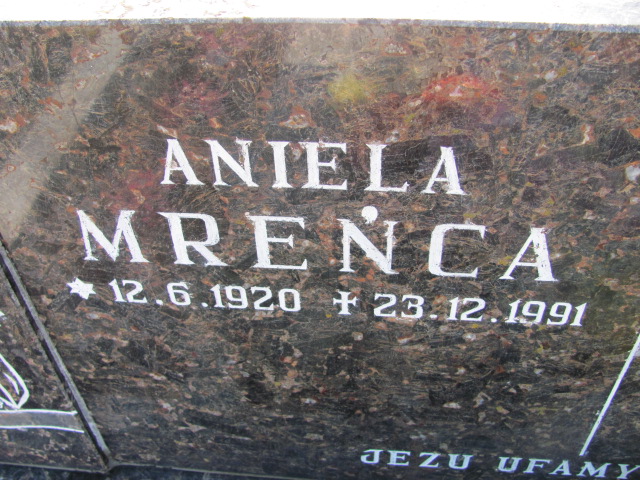 ANIELA
MREŃCA
* 12.6.1920 ✝ 23.12.1991
JEZU UFAMY